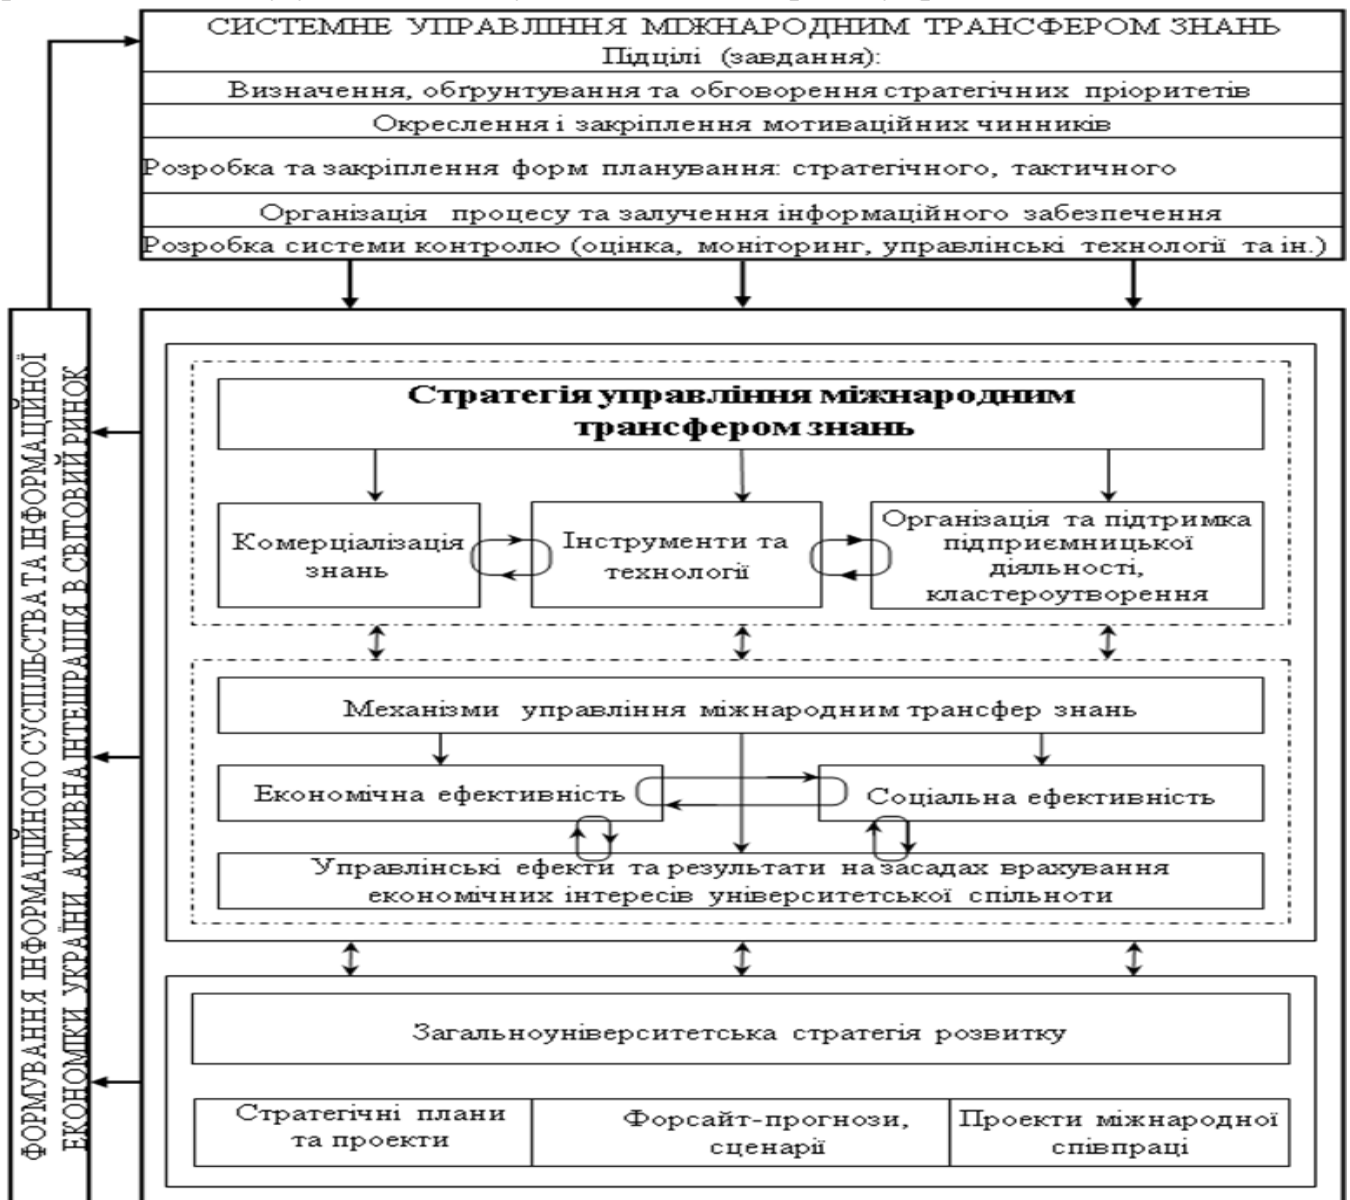 СИСТЕМНЕ УПРАВЛІННЯ МІЖНАРОДНИМ ТРАНСФЕРОМ ЗНАНЬ
Підцілі (завдання):
Визначення, обґрунтування та обговорення стратегічних пріоритетів
Окреслення і закріплення мотиваційних чинників
Розробка та закріплення форм планування: стратегічного, тактичного
Організація процесу та залучення інформаційного забезпечення
Розробка системи контролю (оцінка, моніторинг, управлінські технології та ін.)
ФОРМУВАННЯ ІНФОРМАЦІЙНОГО СУСПІЛЬСТВА ТА ІНФОРМАЦІЙНОЇ
ЕКОНОМІКИ УКРАЇНИ. АКТИВНА ІНТЕГРАЦІЯ В СВІТОВИЙ РИНОК
Стратегія управління міжнародним
трансфером знань
Комерціалізація
знань
Інструменти та
технології
Організація та підтримка
підприємницької
діяльності,
кластероутворення
Механізми управління міжнародним трансфер знань
Економічна ефективність
Соціальна ефективність
Управлінські ефекти та результати на засадах врахування
економічних інтересів університетської спільноти
Загальноуніверситетська стратегія розвитку
Стратегічні плани
та проекти
Форсайт-прогнози,
сценарії
Проекти міжнародної
співпраці